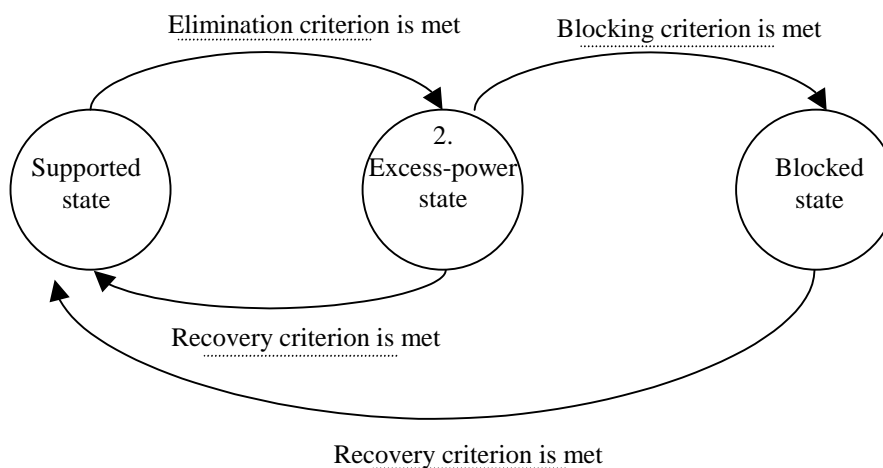 Elimination criterion is met
Blocking criterion is met
Supported
state
2.
Excess-power
state
Blocked
state
Recovery criterion is met
Recovery criterion is met